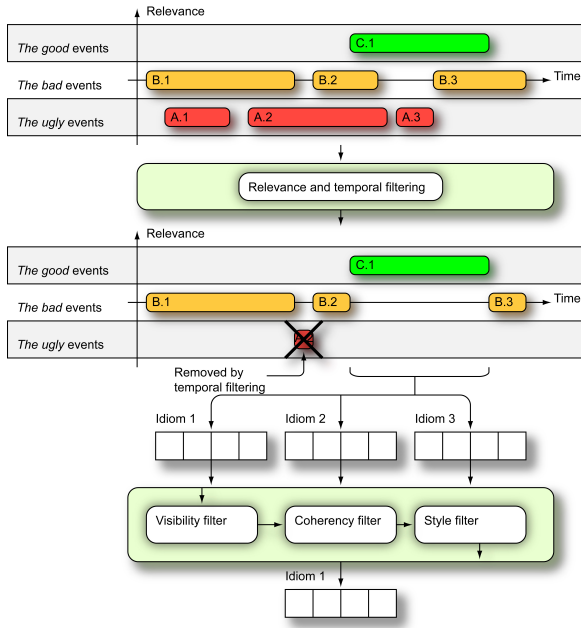 Relevance
The good events
C.1
The bad events
B.1
B.2
B.3
Time
The ugly events
A.1
A.2
A.3
Relevance and temporal filtering
Relevance
The good events
C.1
The bad events
B.1
B.2
B.3
Time
The ugly events
Removed by
temporal filtering
Idiom 1
Idiom 2
Idiom 3
Visibility filter
Coherency filter
Style filter
Idiom 1